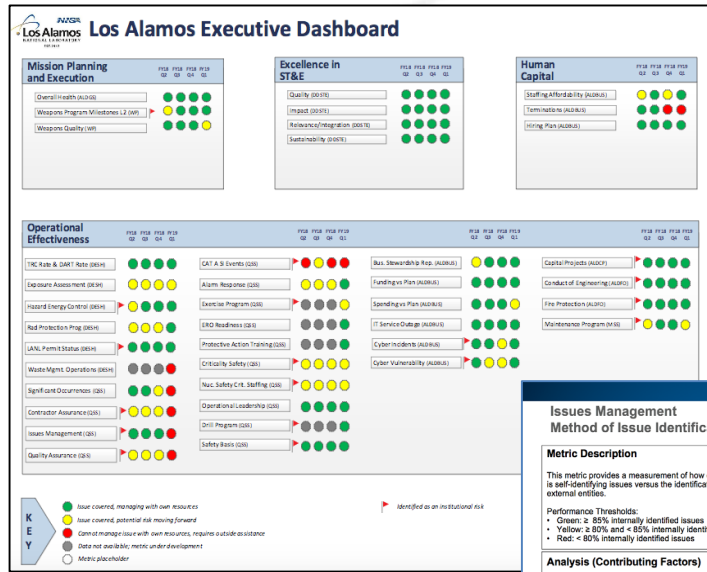 NNSA
Los Alamos
NATIONAL LABORATORY
Los Alamos Executive Dashboard
Mission Planning and Execution
FY18 Q2 FY18 Q3 FY18 Q4 FY19 Q1
Overall Health (ALDGS)
Weapons Program Milestones L2 (WP)
Weapons Quality (WP)
Excellence in ST&E
FY18 Q2 FY18 Q3 FY18 Q4 FY19 Q1
Quality (DDSTE)
Impact (DDSTE)
Relevance/Integration (DDSTE)
Sustainability (DDSTE)
Human Capital
FY18 Q2 FY18 Q3 FY18 Q4 FY19 Q1
Staffing Affordability (ALDBUS)
Terminations (ALDBUS)
Hiring Plan (ALDBUS)
Operational Effectiveness
FY18 Q2 FY18 Q3 FY18 Q4 FY19 Q1
TRC Rate & DART Rate (DESH)
Exposure Assessment (DESH)
Hazard Energy Control (DESH)
Rad Protection Prog (DESH)
LANL Permit Status (DESH)
Waste Mgmt. Operations (DESH)
Significant Occurrences (QSS)
Contractor Assurance (QSS)
Issues Management (QSS)
Quality Assurance (QSS)
FY18 Q2 FY18 Q3 FY18 Q4 FY19 Q1
CAT A SI Events (QSS)
Alarm Response (QSS)
Exercise Program (QSS)
ERO Readiness (QSS)
Protective Action Training (QSS)
Criticality Safety (QSS)
Nuc. Safety Crit. Staffing (QSS)
Operational Leadership (QSS)
Drill Program (QSS)
Safety Basis (QSS)
FY18 Q2 FY18 Q3 FY18 Q4 FY19 Q1
Bus. Stewardship Rep. (ALDBUS)
Funding vs Plan (ALDBUS)
Spending vs Plan (ALDBUS)
IT Service Outage (ALDBUS)
Cyber Incidents (ALDBUS)
Cyber Vulnerability (ALDBUS)
FY18 Q2 FY18 Q3 FY18 Q4 FY19 Q1
Capital Projects (ALDCP)
Conduct of Engineering (ALDFO)
Fire Protection (ALDFO)
Maintenance Program (MSS)
KEY
Issue covered, managing with own resources
Issue covered, potential risk moving forward
Cannot manage issue with own resources, requires outside assistance
Data not available; metric under development
Metric placeholder
Identified as an institutional risk
Issues Management
Method of Issue Identific
Metric Description
This metric provides a measurement of how
is self-identifying issues versus the identificat
external entities.
Performance Thresholds:
• Green: ≥ 85% internally identified issues
• Yellow: ≥ 80% and < 85% internally identi
• Red: < 80% internally identified issues
Analysis (Contributing Factors)